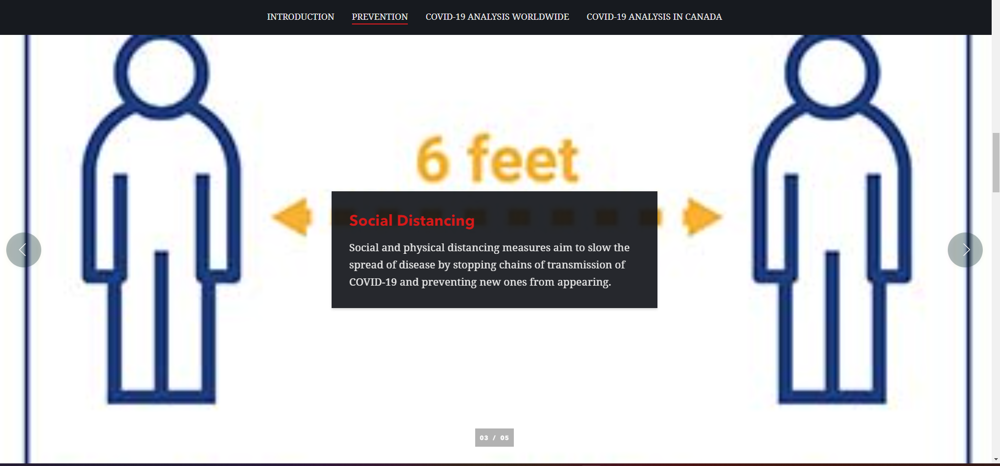 INTRODUCTION PREVENTION COVID-19 ANALYSIS WORLDWIDE COVID-19 ANALYSIS IN CANADA
6 feet
Social Distancing
Social and physical distancing measures aim to slow the
spread of disease by stopping chains of transmission of
COVID-19 and preventing new ones from appearing.
03 / 05